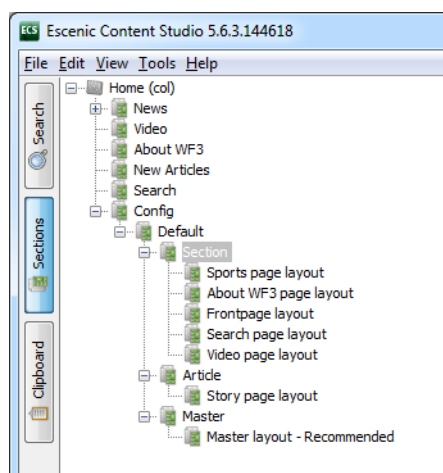 ECS Escenic Content Studio 5.6.3.144618
File Edit View Tools Help
Search
Sections
Clipboard
Home (col)
News
Video
About WF3
New Articles
Search
Config
Default
Section
Sports page layout
About WF3 page layout
Frontpage layout
Search page layout
Video page layout
Article
Story page layout
Master
Master layout - Recommended